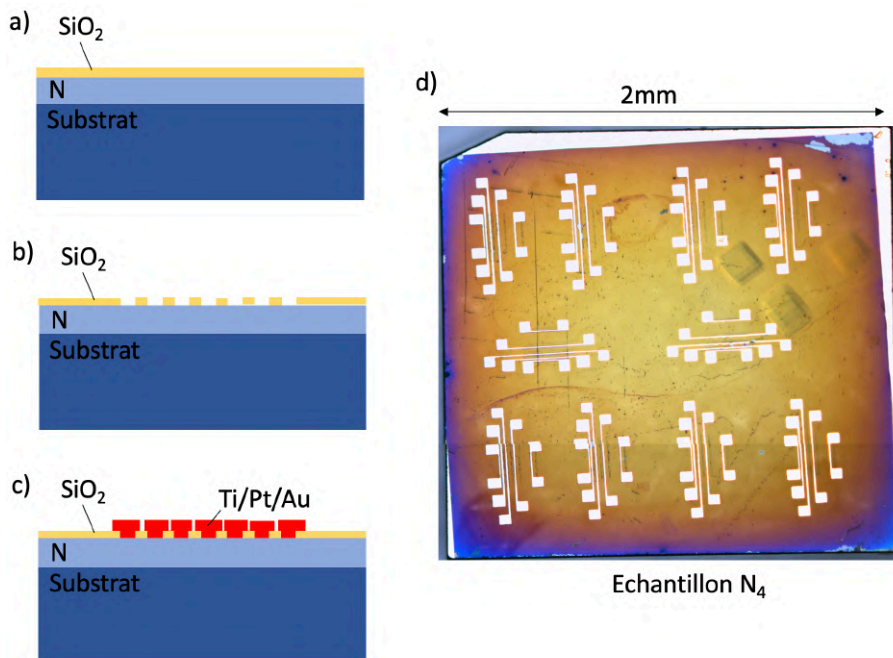 a)
SiO₂
N
Substrat
b)
SiO₂
N
Substrat
c)
SiO₂
Ti/Pt/Au
N
Substrat
d)
2mm
Echantillon N₄